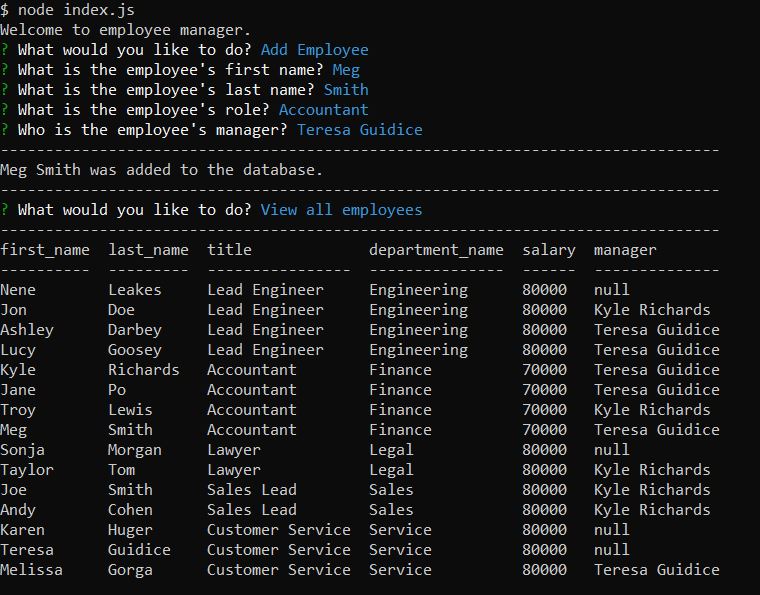 $ node index.js
Welcome to employee manager.
? What would you like to do? Add Employee
? What is the employee's first name? Meg
? What is the employee's last name? Smith
? What is the employee's role? Accountant
? Who is the employee's manager? Teresa Guidice
--------------------------------------------------------------------------------
Meg Smith was added to the database.
--------------------------------------------------------------------------------
? What would you like to do? View all employees
--------------------------------------------------------------------------------
first_name  last_name  title             department_name  salary  manager
----------  ---------  ----------------  ---------------  ------  --------------
Nene        Leakes     Lead Engineer     Engineering      80000   null
Jon         Doe        Lead Engineer     Engineering      80000   Kyle Richards
Ashley      Darbey     Lead Engineer     Engineering      80000   Teresa Guidice
Lucy        Goosey     Lead Engineer     Engineering      80000   Teresa Guidice
Kyle        Richards   Accountant        Finance          70000   Teresa Guidice
Jane        Po         Accountant        Finance          70000   Teresa Guidice
Troy        Lewis      Accountant        Finance          70000   Kyle Richards
Meg         Smith      Accountant        Finance          70000   Teresa Guidice
Sonja       Morgan     Lawyer            Legal            80000   null
Taylor      Tom        Lawyer            Legal            80000   Kyle Richards
Joe         Smith      Sales Lead        Sales            80000   Kyle Richards
Andy        Cohen      Sales Lead        Sales            80000   Kyle Richards
Karen       Huger      Customer Service  Service          80000   null
Teresa      Guidice    Customer Service  Service          80000   null
Melissa     Gorga      Customer Service  Service          80000   Teresa Guidice